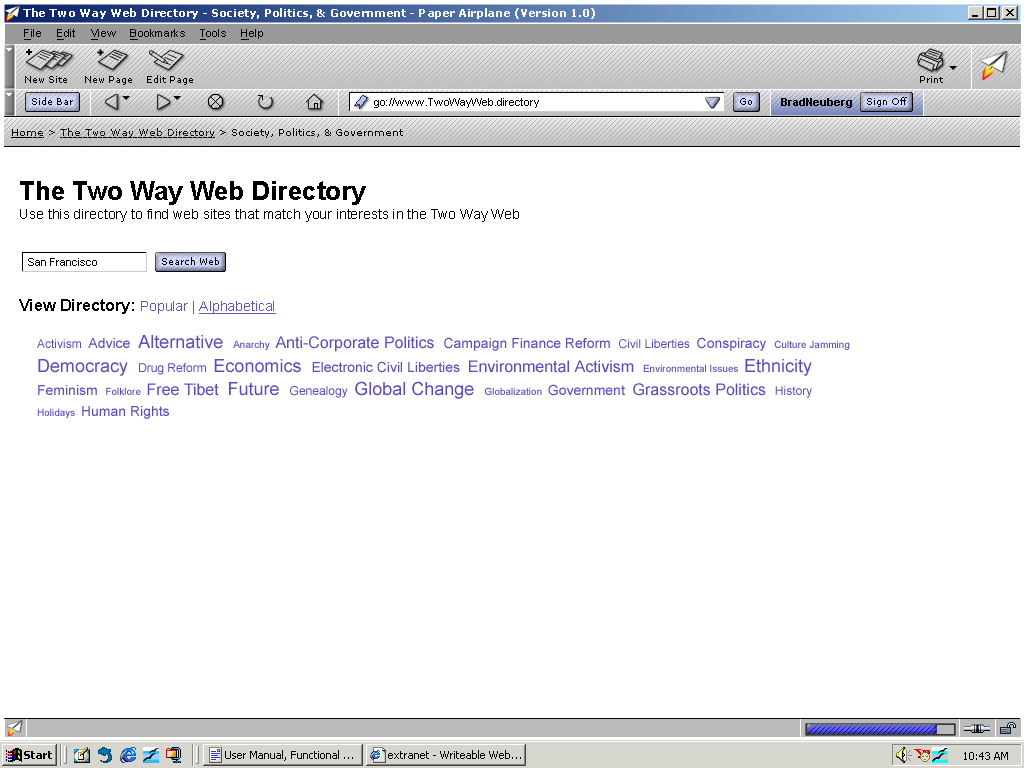 The Two Way Web Directory - Society, Politics, & Government - Paper Airplane (Version 1.0)
File Edit View Bookmarks Tools Help
New Site New Page Edit Page Print
Side Bar go://www.TwoWayWeb.directory Go BradNeuberg Sign Off
Home > The Two Way Web Directory > Society, Politics, & Government
The Two Way Web Directory
Use this directory to find web sites that match your interests in the Two Way Web
San Francisco Search Web
View Directory: Popular | Alphabetical
Activism Advice Alternative Anarchy Anti-Corporate Politics Campaign Finance Reform Civil Liberties Conspiracy Culture Jamming
Democracy Drug Reform Economics Electronic Civil Liberties Environmental Activism Environmental Issues Ethnicity
Feminism Folklore Free Tibet Future Genealogy Global Change Globalization Government Grassroots Politics History
Holidays Human Rights
Start User Manual, Functional ... extranet - Writeable Web... 10:43 AM